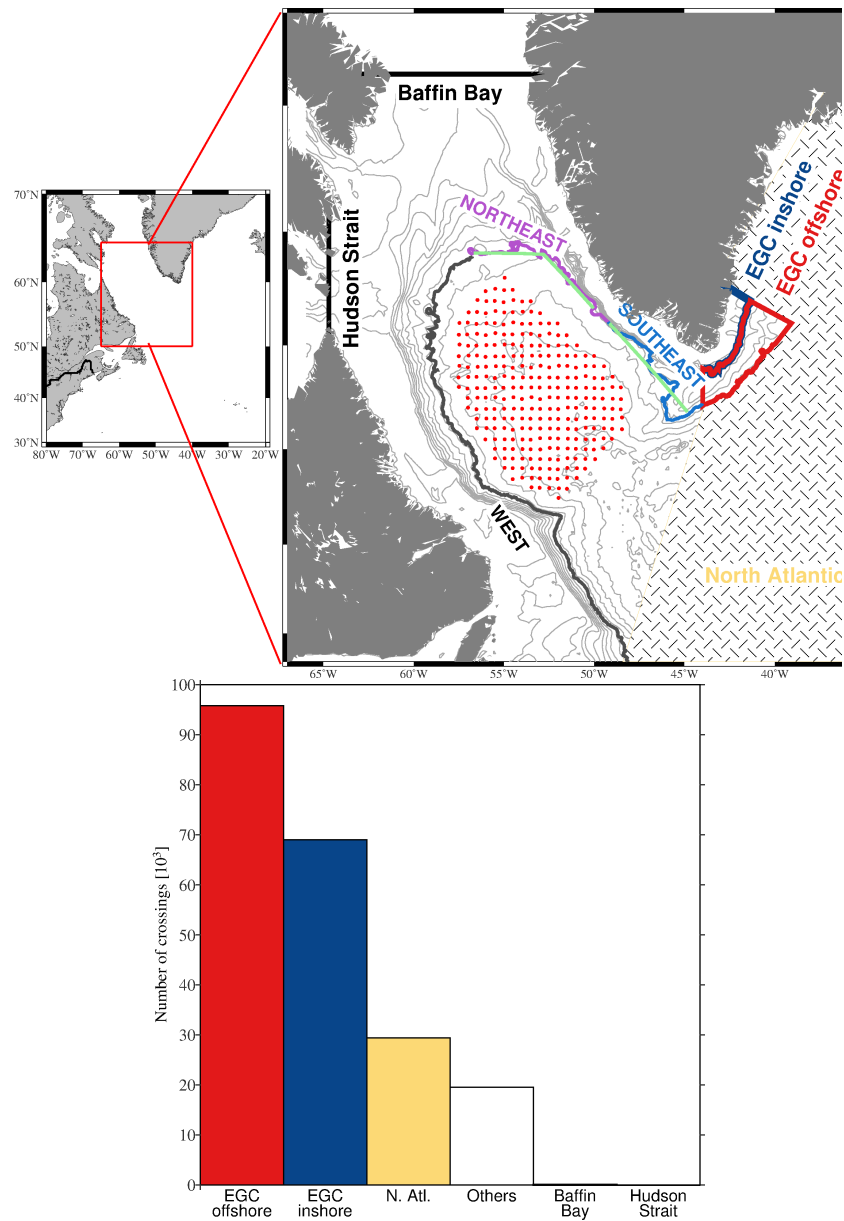 Baffin Bay
Hudson Strait
NORTHEAST
SOUTHEAST
EGC inshore
EGC offshore
WEST
North Atlantic
70°N
60°N
50°N
40°N
30°N
80°W 70°W 60°W 50°W 40°W 30°W 20°W
65°W 60°W 55°W 50°W 45°W 40°W
Number of crossings [10³]
100
90
80
70
60
50
40
30
20
10
0
EGC offshore
EGC inshore
N. Atl.
Others
Baffin Bay
Hudson Strait